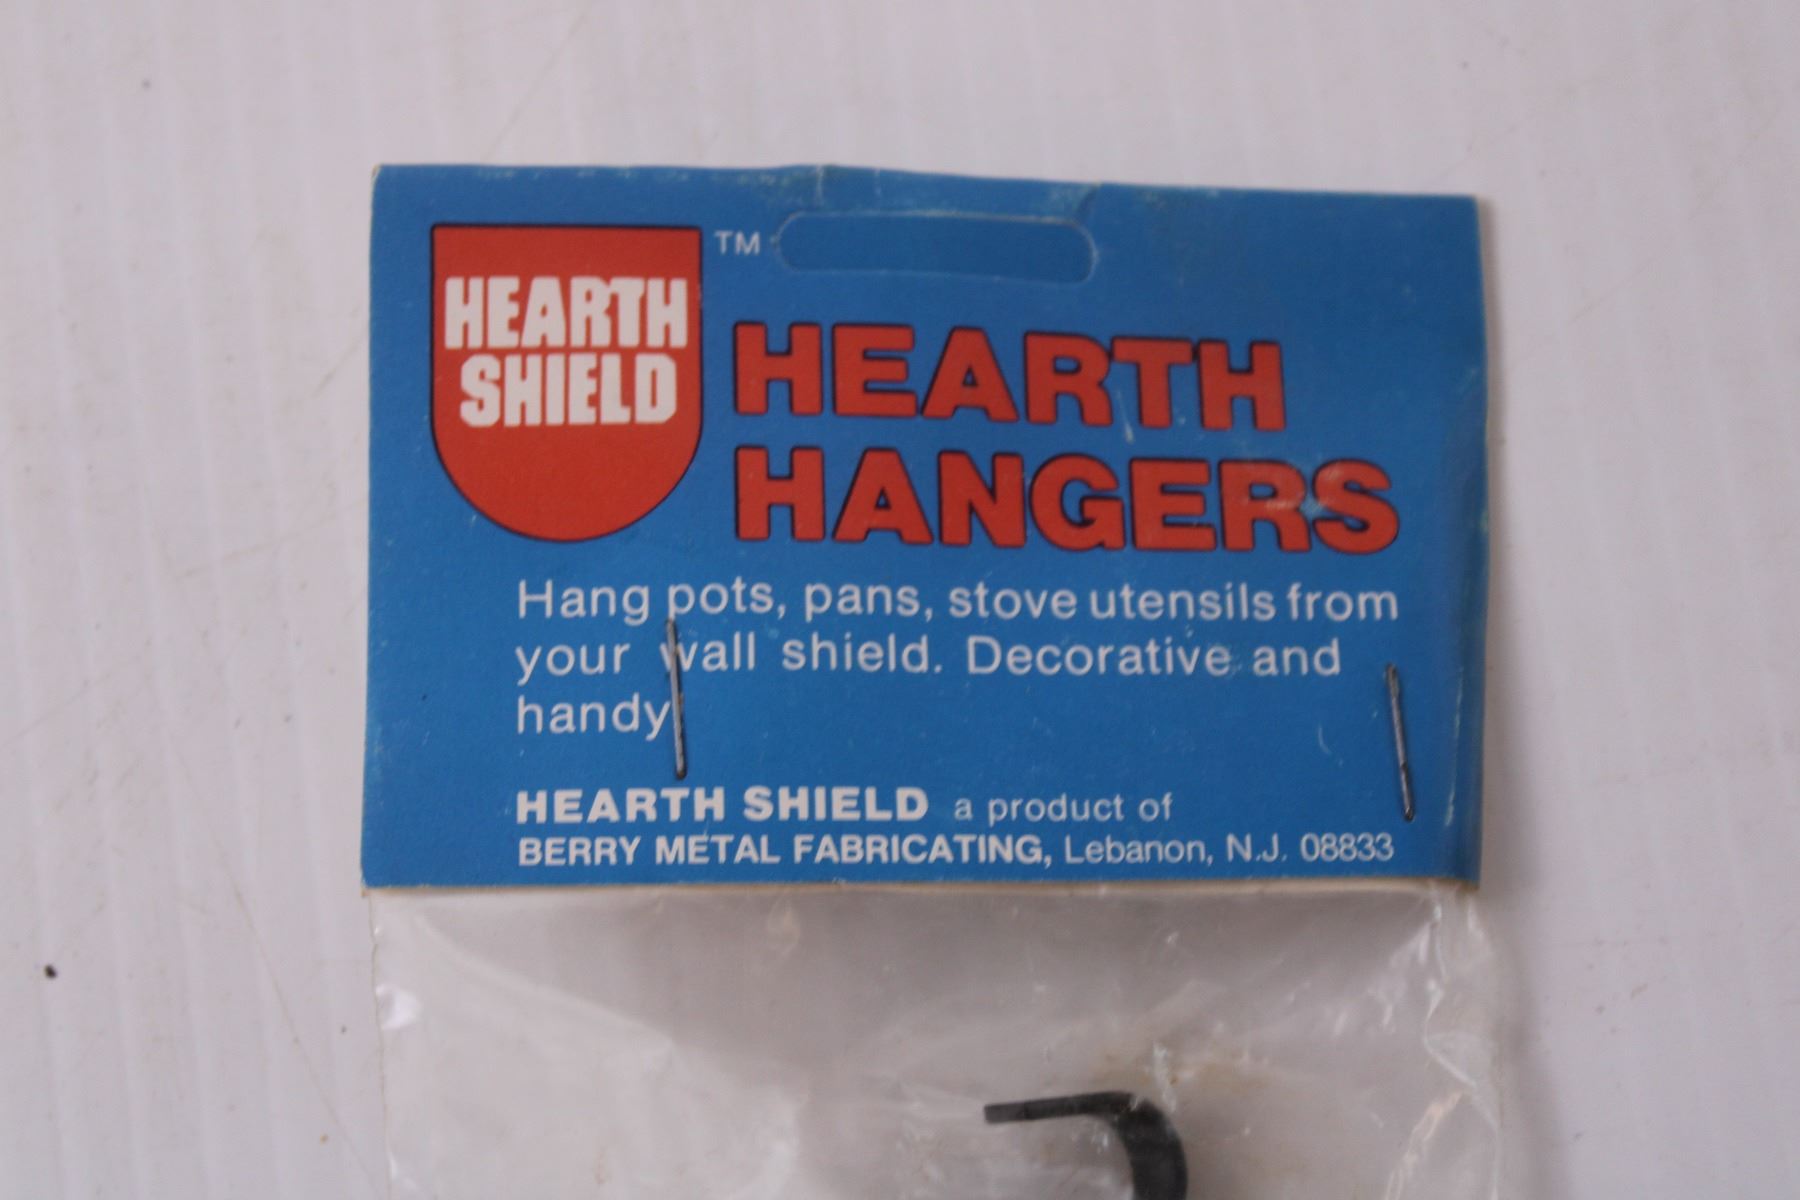 HEARTH
SHIELD
TM
HEARTH
HANGERS
Hang pots, pans, stove utensils from
your wall shield. Decorative and
handy
HEARTH SHIELD a product of
BERRY METAL FABRICATING, Lebanon, N.J. 08833